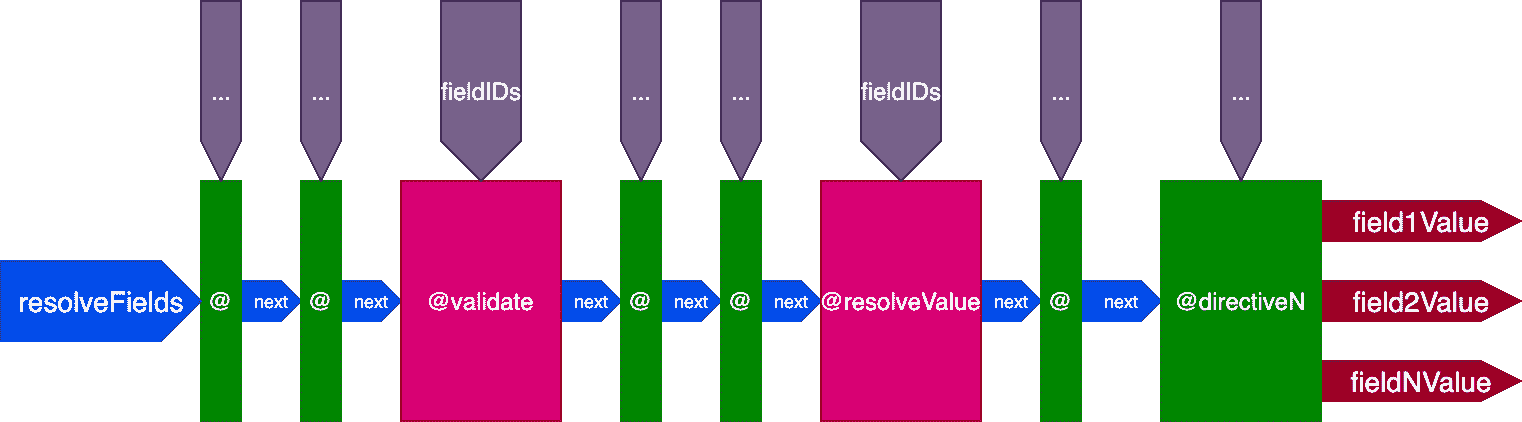 ...
...
fieldIDs
...
...
fieldIDs
...
...
resolveFields
@
next
@
next
@validate
next
@
next
@
next
@resolveValue
next
@
next
@directiveN
field1Value
field2Value
fieldNValue